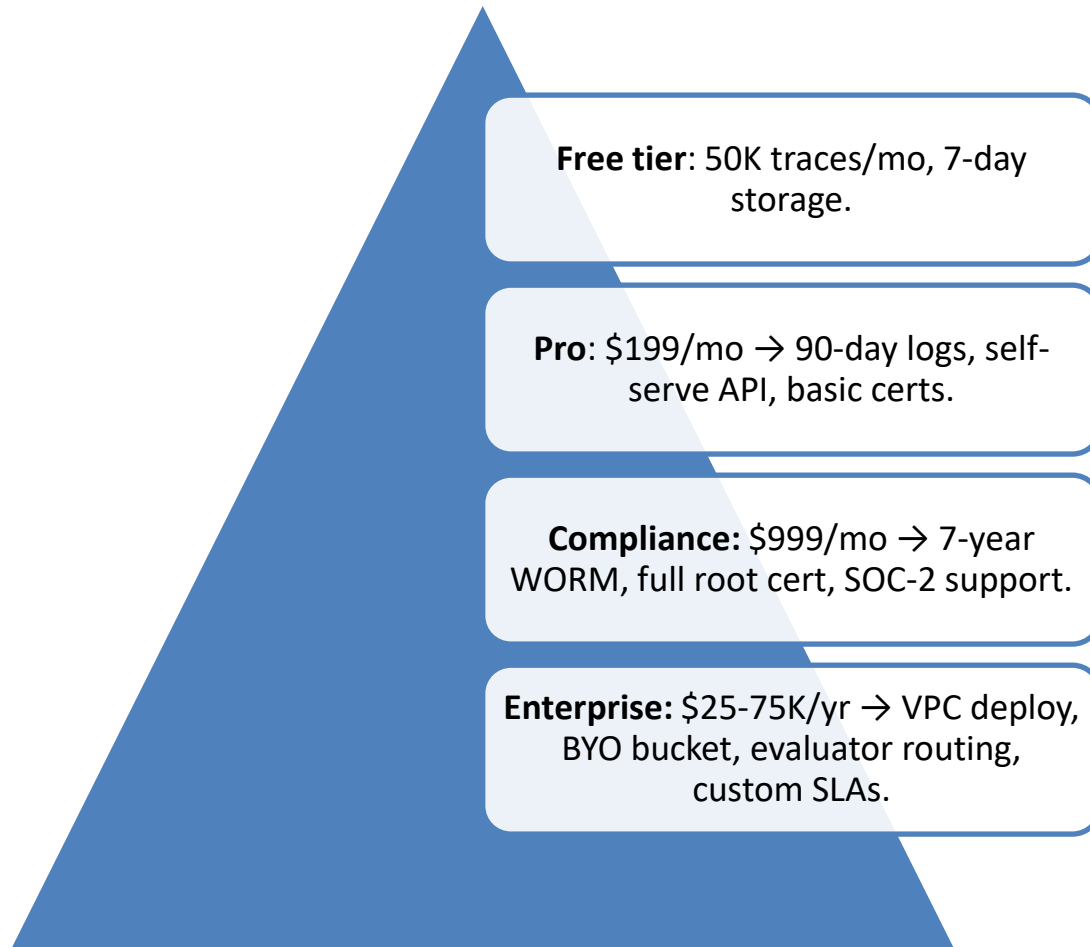 Free tier: 50K traces/mo, 7-day
storage.
Pro: $199/mo → 90-day logs, self-
serve API, basic certs.
Compliance: $999/mo → 7-year
WORM, full root cert, SOC-2 support.
Enterprise: $25-75K/yr → VPC deploy,
BYO bucket, evaluator routing,
custom SLAs.